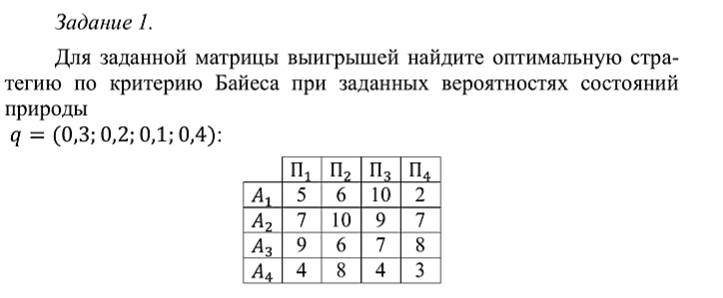 Задание 1.
Для заданной матрицы выигрышей найдите оптимальную стра-
тегию по критерию Байеса при заданных вероятностях состояний
природы
q = (0,3; 0,2; 0,1; 0,4):
П₁ П₂ П₃ П₄
A₁ 5 6 10 2
A₂ 7 10 9 7
A₃ 9 6 7 8
A₄ 4 8 4 3